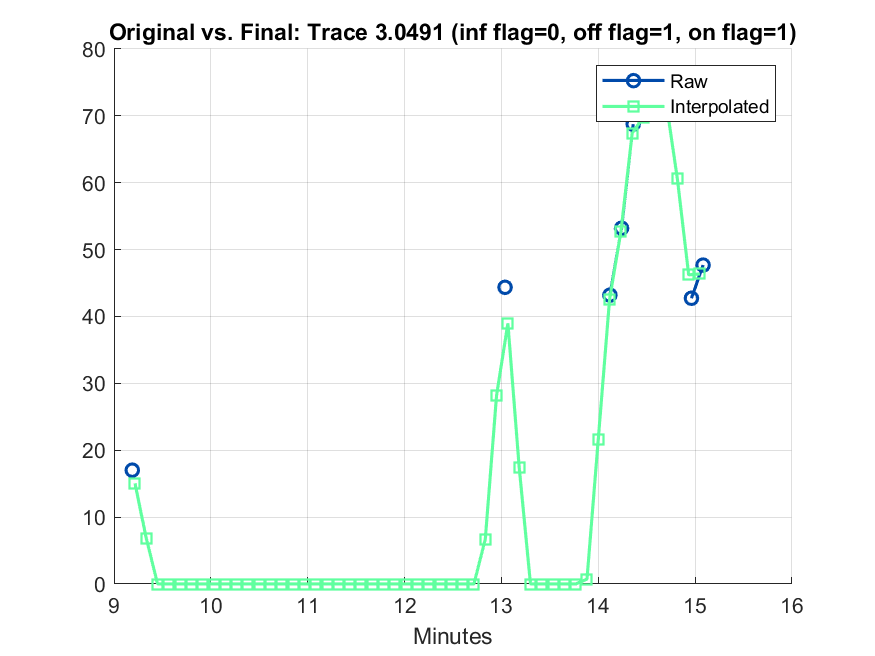 Original vs. Final: Trace 3.0491 (inf flag=0, off flag=1, on flag=1)
80
70
60
50
40
30
20
10
0
Raw
Interpolated
9 10 11 12 13 14 15 16
Minutes